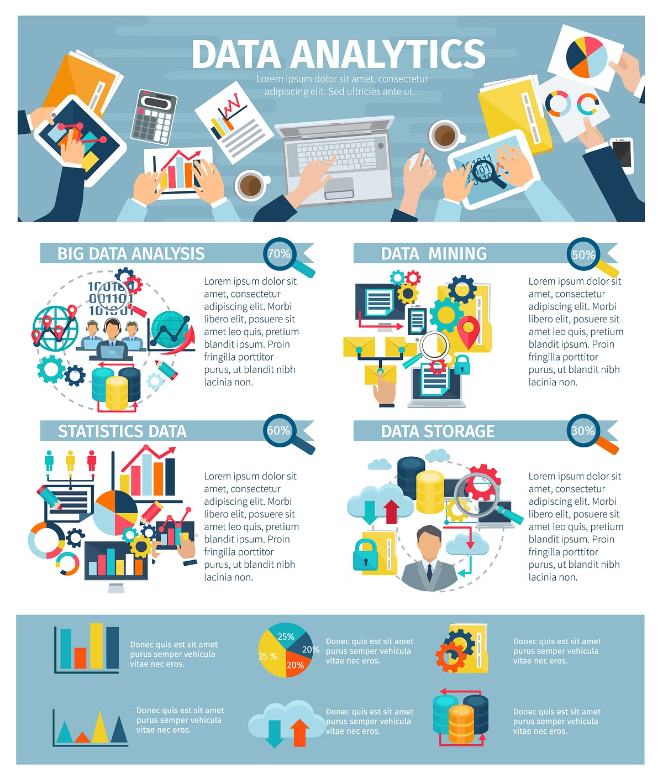 DATA ANALYTICS
Lorem ipsum dolor sit amet, consectetur
adipiscing elit. Sed ultricies ante ut.
BIG DATA ANALYSIS
70%
100100
001101
101001
Lorem ipsum dolor sit
amet, consectetur
adipiscing elit. Morbi
libero elit, posuere sit
amet leo quis, pretium
blandit ipsum. Proin
fringilla porttitor
purus, ut blandit nibh
lacinia non.
DATA MINING
50%
Lorem ipsum dolor sit
amet, consectetur
adipiscing elit. Morbi
libero elit, posuere sit
amet leo quis, pretium
blandit ipsum. Proin
fringilla porttitor
purus, ut blandit nibh
lacinia non.
STATISTICS DATA
60%
Lorem ipsum dolor sit
amet, consectetur
adipiscing elit. Morbi
libero elit, posuere sit
amet leo quis, pretium
blandit ipsum. Proin
fringilla porttitor
purus, ut blandit nibh
lacinia non.
DATA STORAGE
30%
Lorem ipsum dolor sit
amet, consectetur
adipiscing elit. Morbi
libero elit, posuere sit
amet leo quis, pretium
blandit ipsum. Proin
fringilla porttitor
purus, ut blandit nibh
lacinia non.
Donec quis est sit amet
purus semper vehicula
vitae nec eros.
25%
20%
20%
35 %
Donec quis est sit amet
purus semper vehicula
vitae nec eros.
Donec quis est sit amet
purus semper vehicula
vitae nec eros.
Donec quis est sit amet
purus semper vehicula
vitae nec eros.
Donec quis est sit amet
purus semper vehicula
vitae nec eros.
Donec quis est sit amet
purus semper vehicula
vitae nec eros.